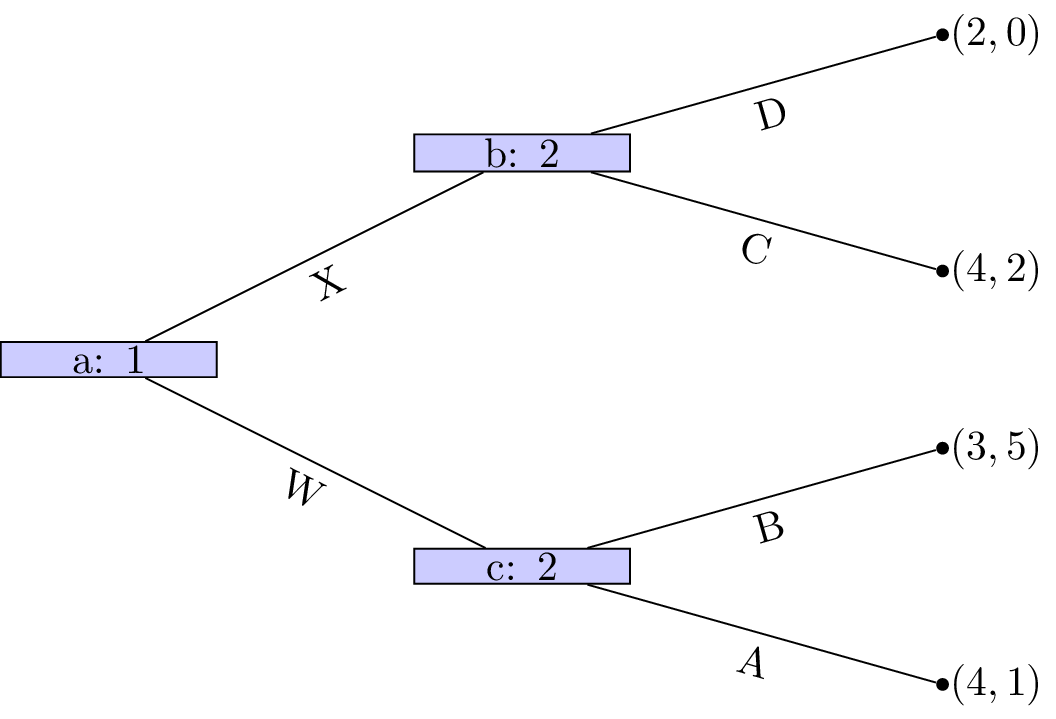 (2, 0)
D
b: 2
C
(4, 2)
X
a: 1
W
(3, 5)
B
c: 2
A
(4, 1)